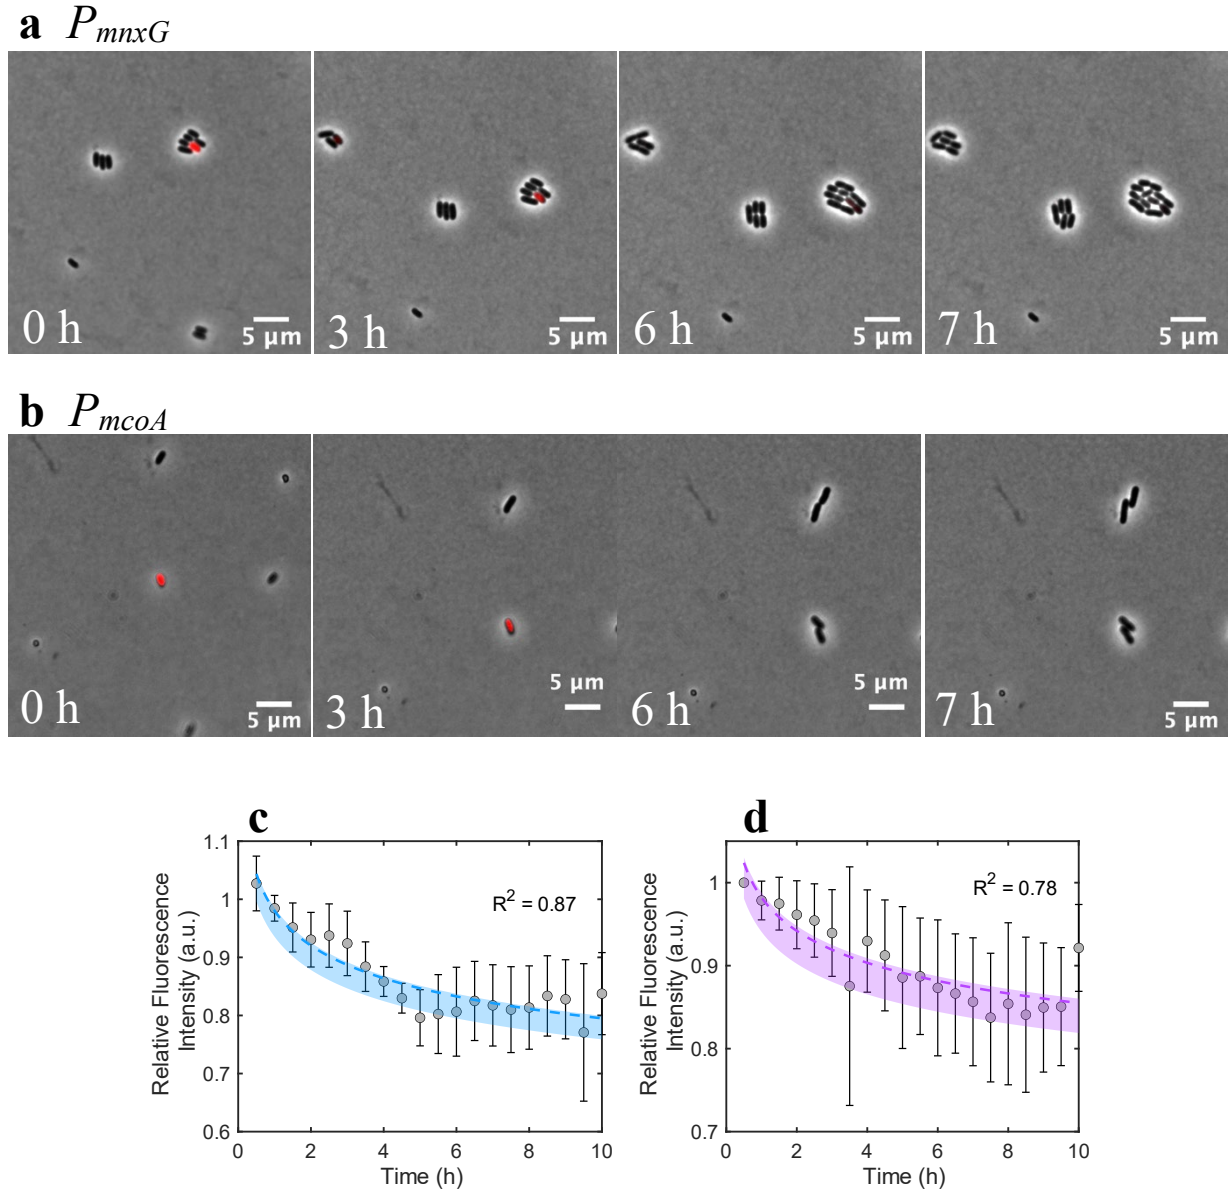 a P_mnxG
0 h
5 µm
3 h
5 µm
6 h
5 µm
7 h
5 µm
b P_mcoA
0 h
5 µm
3 h
5 µm
6 h
5 µm
7 h
5 µm
c
1.1
1
0.9
0.8
0.7
0.6
Relative Fluorescence
Intensity (a.u.)
R² = 0.87
0 2 4 6 8 10
Time (h)
d
1
0.9
0.8
0.7
Relative Fluorescence
Intensity (a.u.)
R² = 0.78
0 2 4 6 8 10
Time (h)